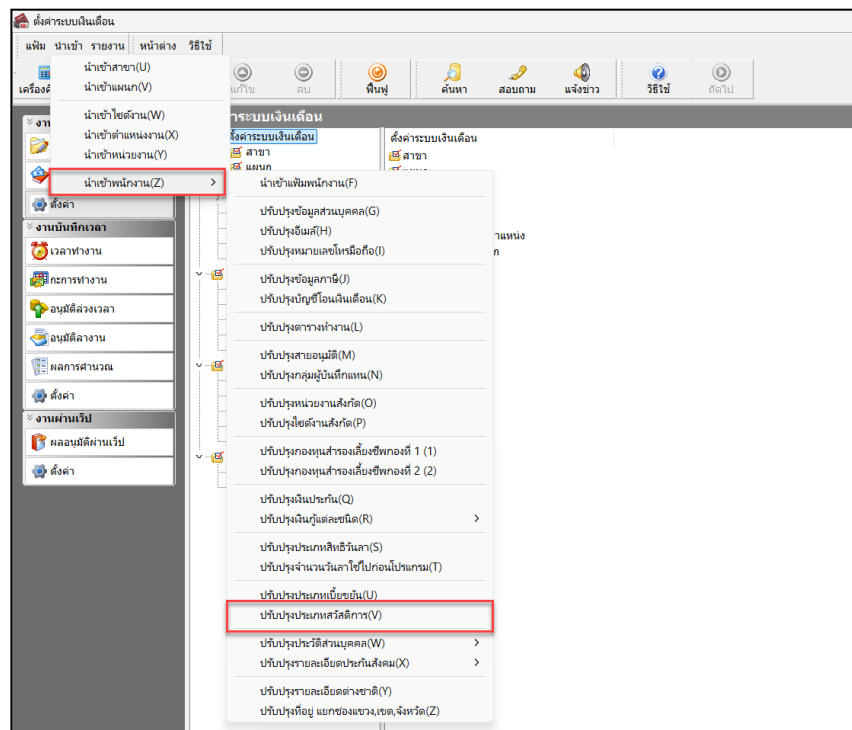 ตั้งค่าระบบเงินเดือน
แฟ้ม นำเข้า รายงาน หน้าต่าง วิธีใช้
แก้ไข ลบ ฟื้นฟู ค้นหา สอบถาม แจ้งข่าว วิธีใช้ ถัดไป
นำเข้าสาขา(U)
นำเข้าแผนก(V)
นำเข้าไซต์งาน(W)
นำเข้าตำแหน่งงาน(X)
นำเข้าหน่วยงาน(Y)
นำเข้าพนักงาน(Z)
ตั้งค่าระบบเงินเดือน
สาขา
แผนก
ตั้งค่าระบบเงินเดือน
สาขา
ตั้งค่า
งานบันทึกเวลา
เวลาทำงาน
กะการทำงาน
อนุมัติล่วงเวลา
อนุมัติลางาน
ผลการคำนวณ
ตั้งค่า
งานผ่านเว็ป
ผลอนุมัติผ่านเว็ป
ตั้งค่า
นำเข้าแฟ้มพนักงาน(F)
ปรับปรุงข้อมูลส่วนบุคคล(G)
ปรับปรุงอีเมล์(H)
ปรับปรุงหมายเลขโทรมือถือ(I)
ปรับปรุงข้อมูลภาษี(J)
ปรับปรุงบัญชีโอนเงินเดือน(K)
ปรับปรุงตารางทำงาน(L)
ปรับปรุงสายอนุมัติ(M)
ปรับปรุงกลุ่มผู้บันทึกแทน(N)
ปรับปรุงหน่วยงานสังกัด(O)
ปรับปรุงไซต์งานสังกัด(P)
ปรับปรุงกองทุนสำรองเลี้ยงชีพกองที่ 1 (1)
ปรับปรุงกองทุนสำรองเลี้ยงชีพกองที่ 2 (2)
ปรับปรุงเงินประกัน(Q)
ปรับปรุงเงินกู้แต่ละชนิด(R)
ปรับปรุงประเภทสิทธิวันลา(S)
ปรับปรุงจำนวนวันลาใช้ไปก่อนโปรแกรม(T)
ปรับปรุงประเภทเบี้ยขยัน(U)
ปรับปรุงประเภทสวัสดิการ(V)
ปรับปรุงประวัติส่วนบุคคล(W)
ปรับปรุงรายละเอียดประกันสังคม(X)
ปรับปรุงรายละเอียดต่างชาติ(Y)
ปรับปรุงที่อยู่ แยกช่องแขวง,เขต,จังหวัด(Z)